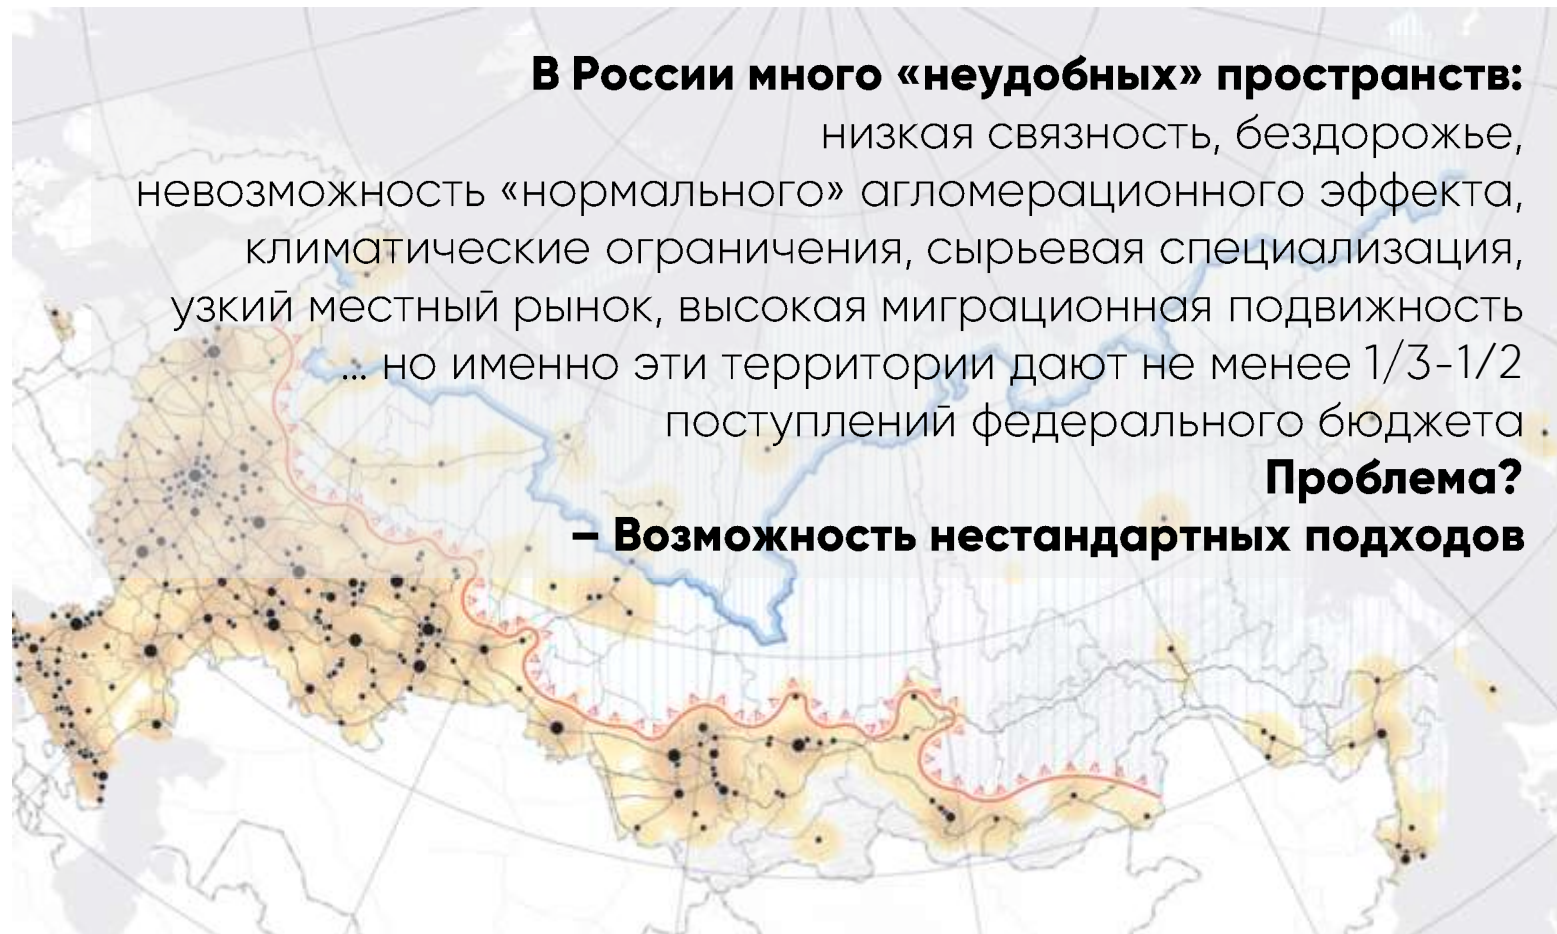 В России много «неудобных» пространств:
низкая связность, бездорожье,
невозможность «нормального» агломерационного эффекта,
климатические ограничения, сырьевая специализация,
узкий местный рынок, высокая миграционная подвижность
... но именно эти территории дают не менее 1/3-1/2
поступлений федерального бюджета
Проблема?
– Возможность нестандартных подходов